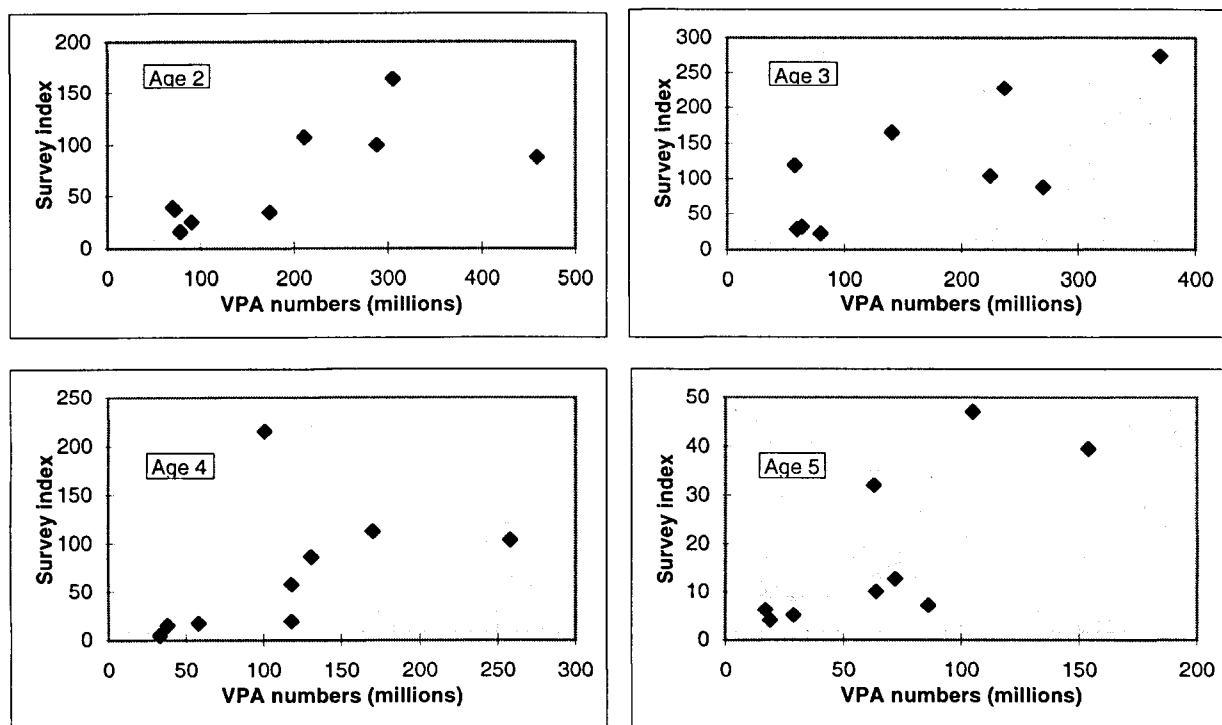 200
150
100
50
0
Survey index
Age 2
0 100 200 300 400 500
VPA numbers (millions)
300
250
200
150
100
50
0
Survey index
Age 3
0 100 200 300 400
VPA numbers (millions)
250
200
150
100
50
0
Survey index
Age 4
0 50 100 150 200 250 300
VPA numbers (millions)
50
40
30
20
10
0
Survey index
Age 5
0 50 100 150 200
VPA numbers (millions)